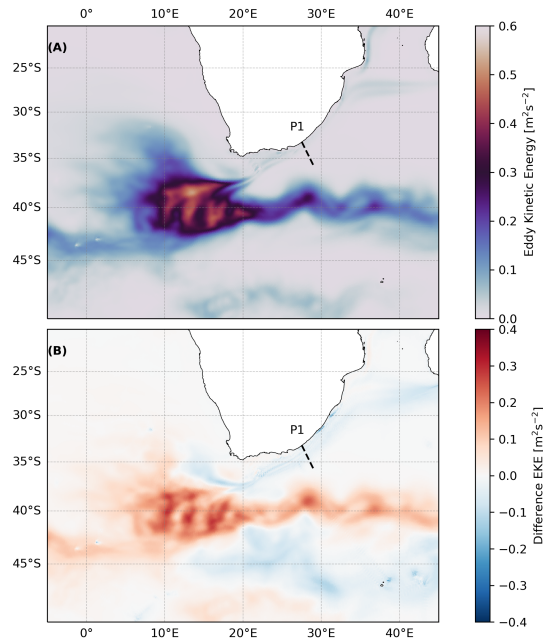 0° 10°E 20°E 30°E 40°E
(A)
25°S
30°S
35°S
40°S
45°S
P1
0.6
0.5
0.4
0.3
0.2
0.1
0.0
Eddy Kinetic Energy [m²s⁻²]
(B)
25°S
30°S
35°S
40°S
45°S
P1
0.4
0.3
0.2
0.1
0.0
−0.1
−0.2
−0.3
−0.4
Difference EKE [m²s⁻²]
0° 10°E 20°E 30°E 40°E